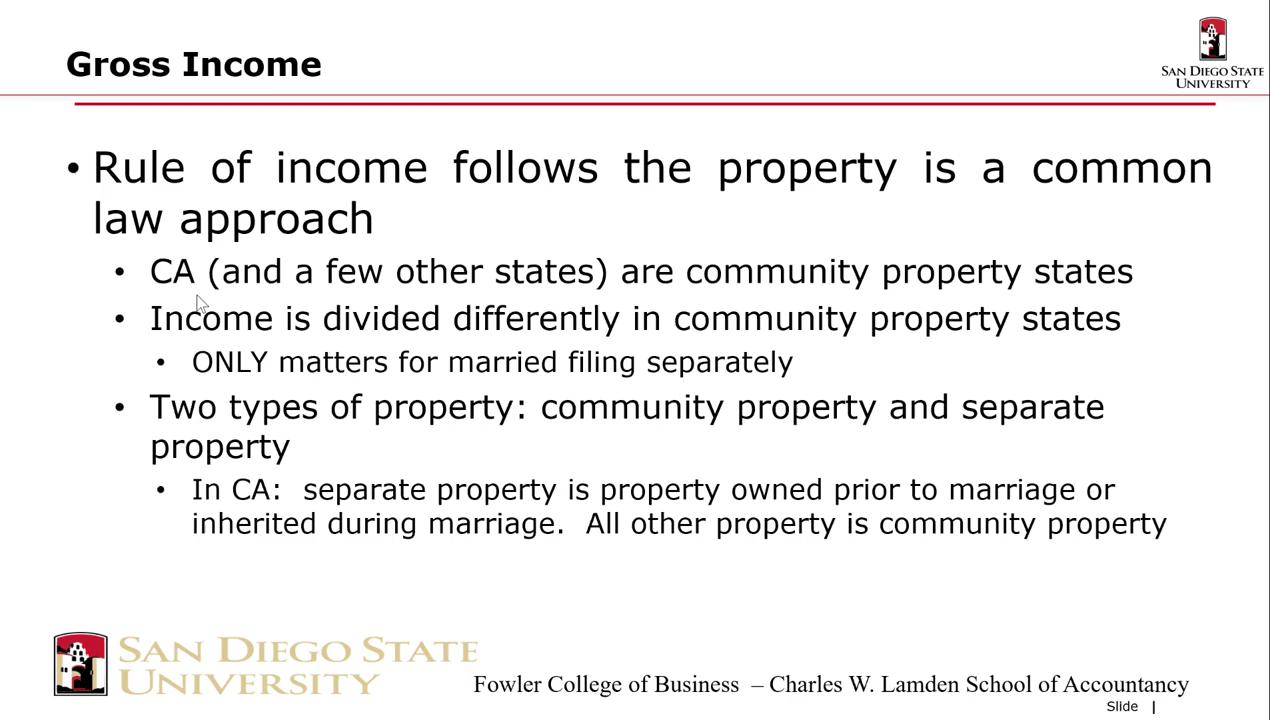 Gross Income
SAN DIEGO STATE
UNIVERSITY
• Rule of income follows the property is a common
law approach
• CA (and a few other states) are community property states
• Income is divided differently in community property states
• ONLY matters for married filing separately
• Two types of property: community property and separate
property
• In CA:  separate property is property owned prior to marriage or
inherited during marriage.  All other property is community property
SAN DIEGO STATE
UNIVERSITY
Fowler College of Business – Charles W. Lamden School of Accountancy
Slide |